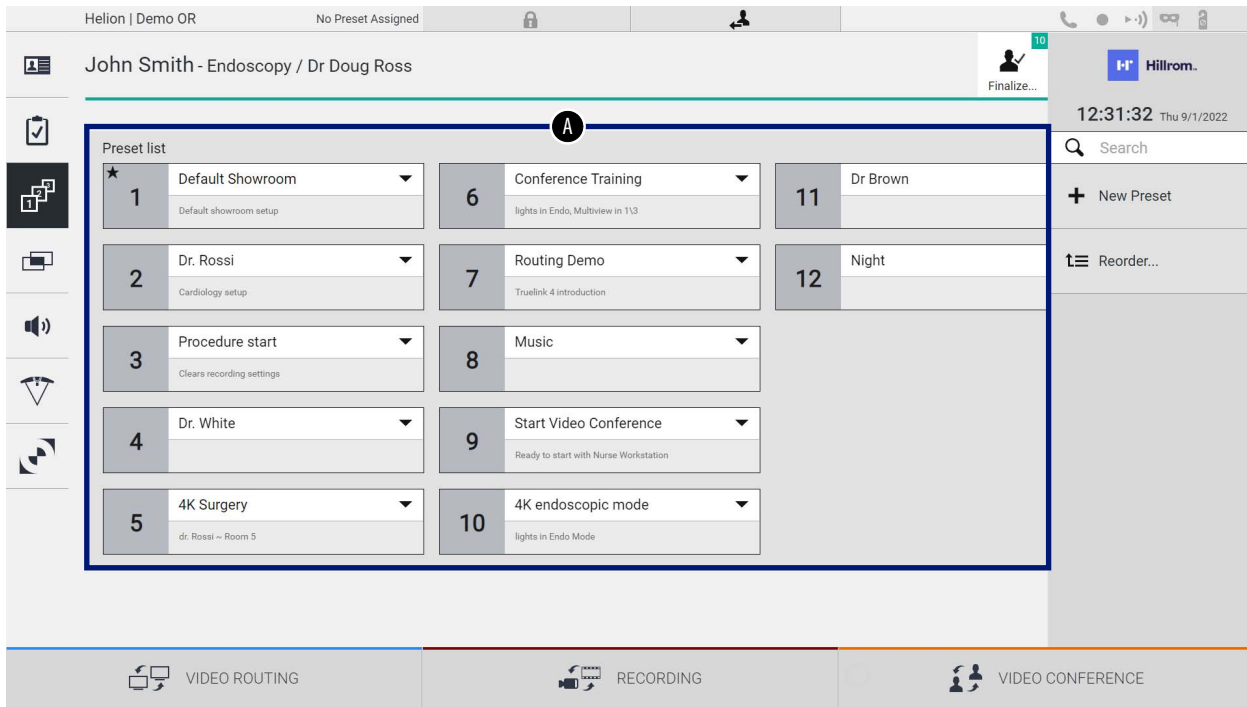 Helion | Demo OR
No Preset Assigned
John Smith - Endoscopy / Dr Doug Ross
10
Finalize...
Hillrom™
12:31:32 Thu 9/1/2022
Search
New Preset
Reorder...
A
Preset list
1
Default Showroom
Default showroom setup
2
Dr. Rossi
Cardiology setup
3
Procedure start
Clears recording settings
4
Dr. White
5
4K Surgery
dr. Rossi ~ Room 5
6
Conference Training
lights in Endo, Multiview in 1\3
7
Routing Demo
Truelink 4 introduction
8
Music
9
Start Video Conference
Ready to start with Nurse Workstation
10
4K endoscopic mode
lights in Endo Mode
11
Dr Brown
12
Night
VIDEO ROUTING
RECORDING
VIDEO CONFERENCE